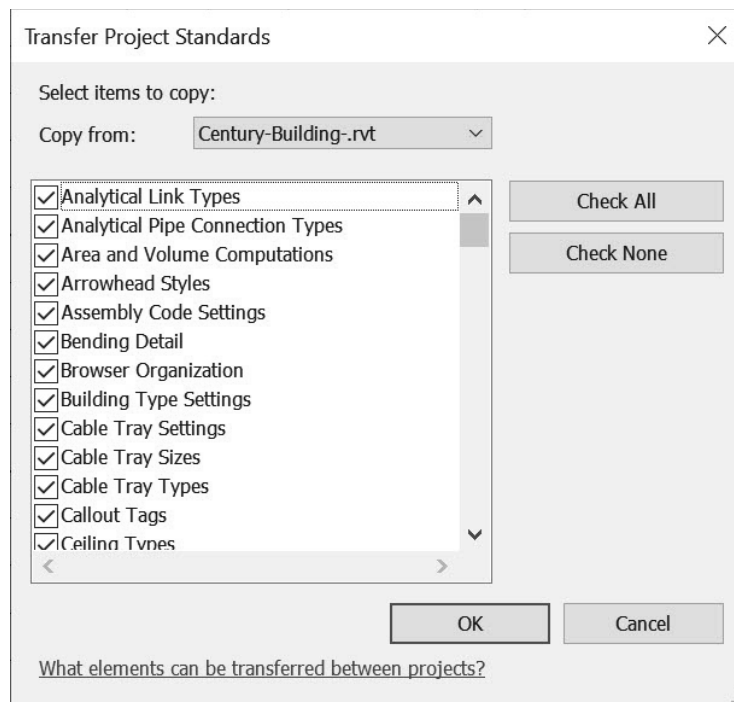 Transfer Project Standards
Select items to copy:
Copy from: Century-Building-.rvt
Analytical Link Types
Check All
Analytical Pipe Connection Types
Area and Volume Computations
Check None
Arrowhead Styles
Assembly Code Settings
Bending Detail
Browser Organization
Building Type Settings
Cable Tray Settings
Cable Tray Sizes
Cable Tray Types
Callout Tags
Ceiling Types
OK
Cancel
What elements can be transferred between projects?